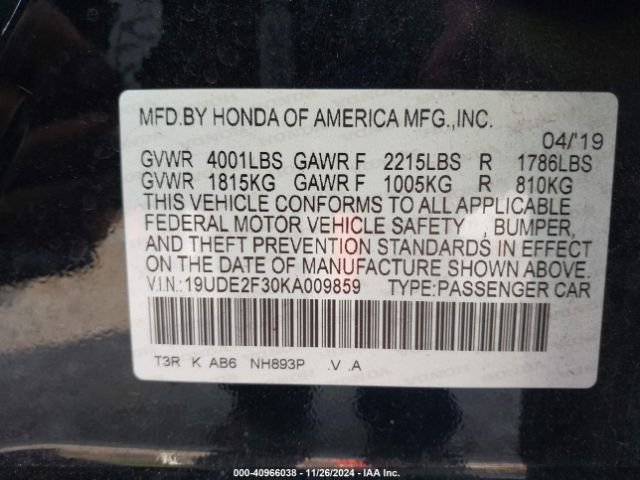 MFD.BY HONDA OF AMERICA MFG.,INC.
04/'19
GVWR 4001LBS GAWR F 2215LBS R 1786LBS
GVWR 1815KG GAWR F 1005KG R 810KG
THIS VEHICLE CONFORMS TO ALL APPLICABLE
FEDERAL MOTOR VEHICLE SAFETY , BUMPER,
AND THEFT PREVENTION STANDARDS IN EFFECT
ON THE DATE OF MANUFACTURE SHOWN ABOVE.
V.I.N: 19UDE2F30KA009859 TYPE:PASSENGER CAR
T3R K AB6 NH893P .V .A
000-40966038 | 11/26/2024 | IAA Inc.